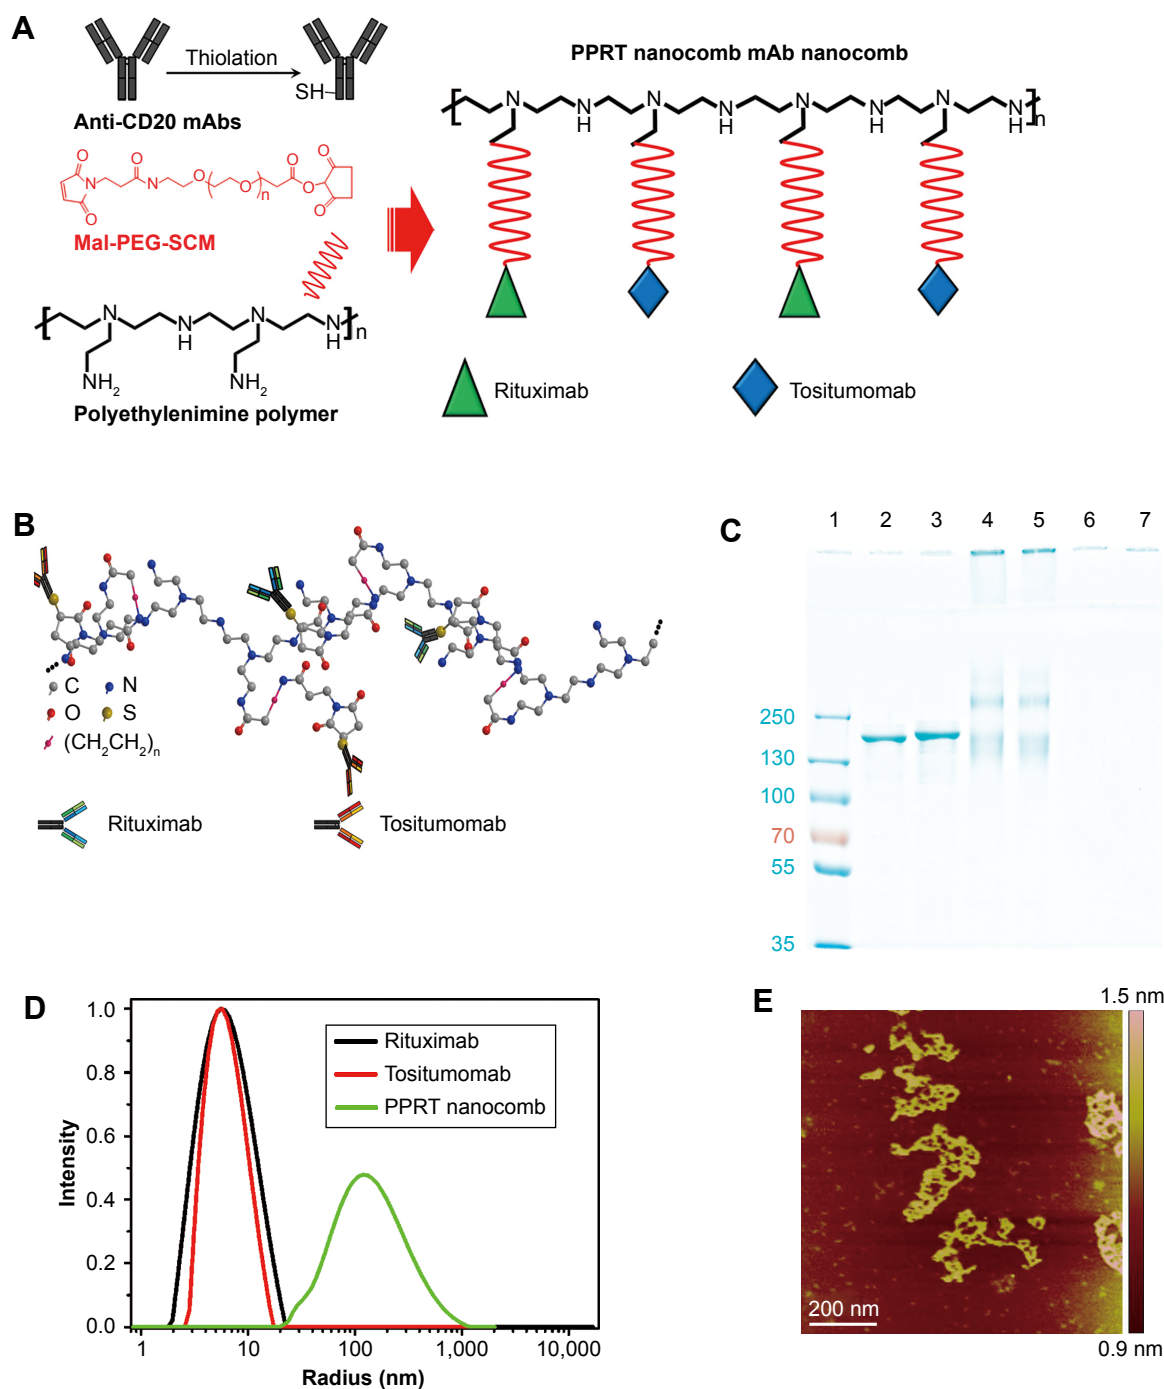 A
Thiolation
SH
Anti-CD20 mAbs
O
O
N
O
N
O
O
n
O
O
O
O
Mal-PEG-SCM
N
N
H
N
N
H
n
NH2
NH2
Polyethylenimine polymer
PPRT nanocomb mAb nanocomb
N
N
H
N
N
H
N
N
H
N
N
H
n
Rituximab
Tositumomab
B
C
N
O
S
(CH2CH2)n
Rituximab
Tositumomab
C
1 2 3 4 5 6 7
250
130
100
70
55
35
D
Intensity
1.0
0.8
0.6
0.4
0.2
0.0
Rituximab
Tositumomab
PPRT nanocomb
1 10 100 1,000 10,000
Radius (nm)
E
1.5 nm
200 nm
0.9 nm